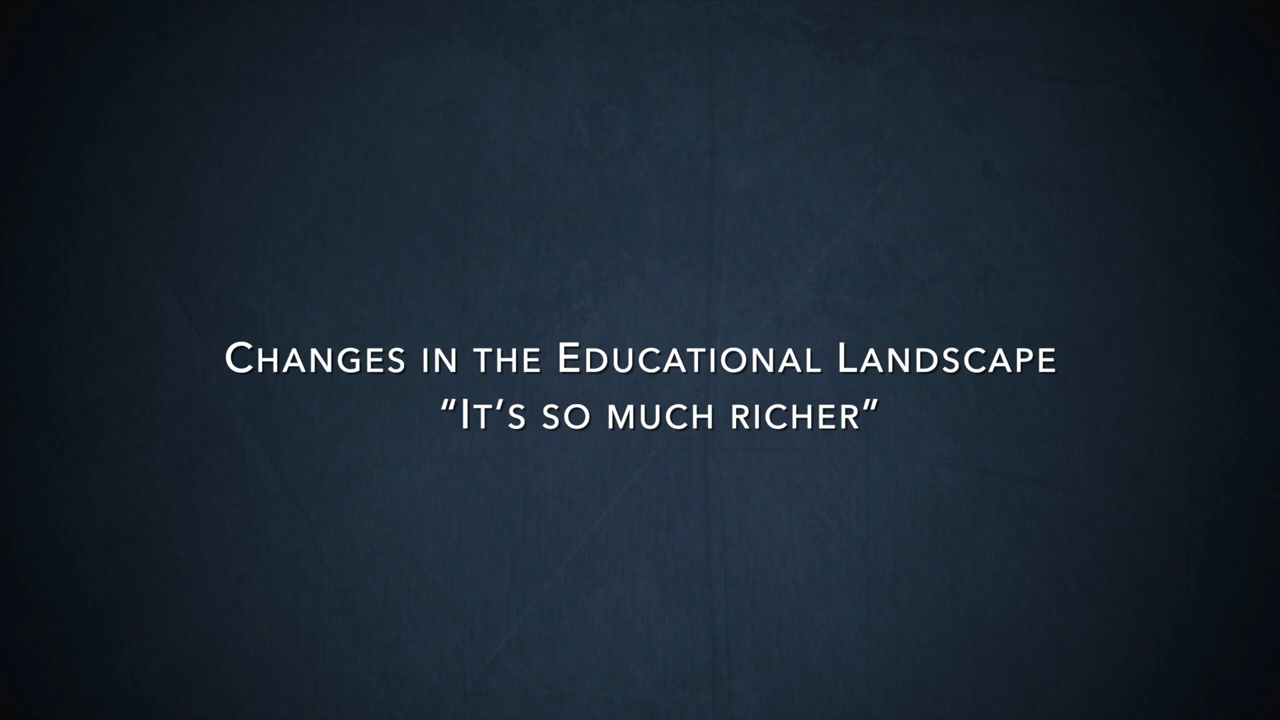 Changes in the Educational Landscape
“It’s so much richer”